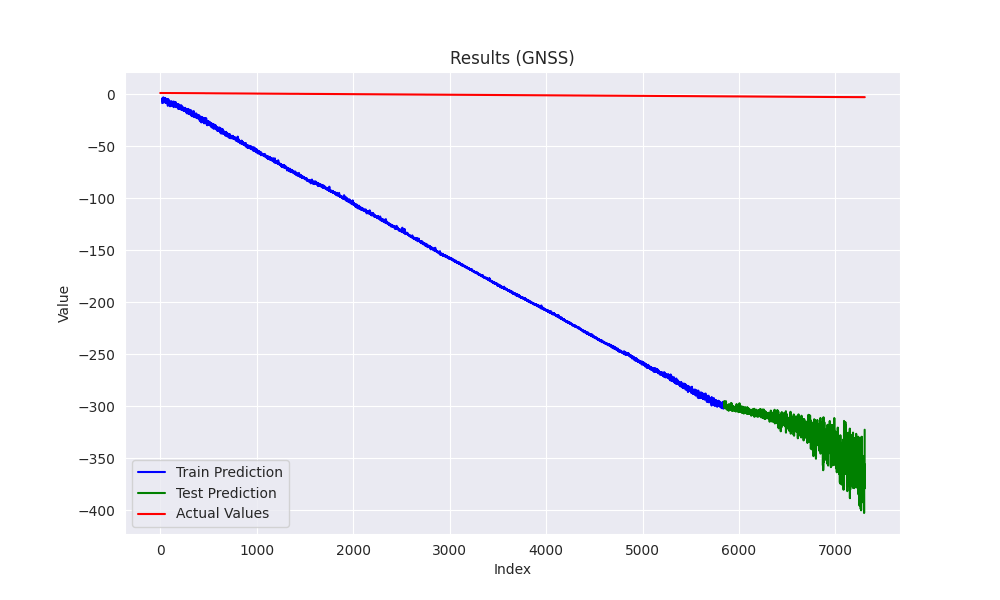 Results (GNSS)
0
−50
−100
−150
−200
−250
−300
−350
−400
Value
Train Prediction
Test Prediction
Actual Values
0 1000 2000 3000 4000 5000 6000 7000
Index